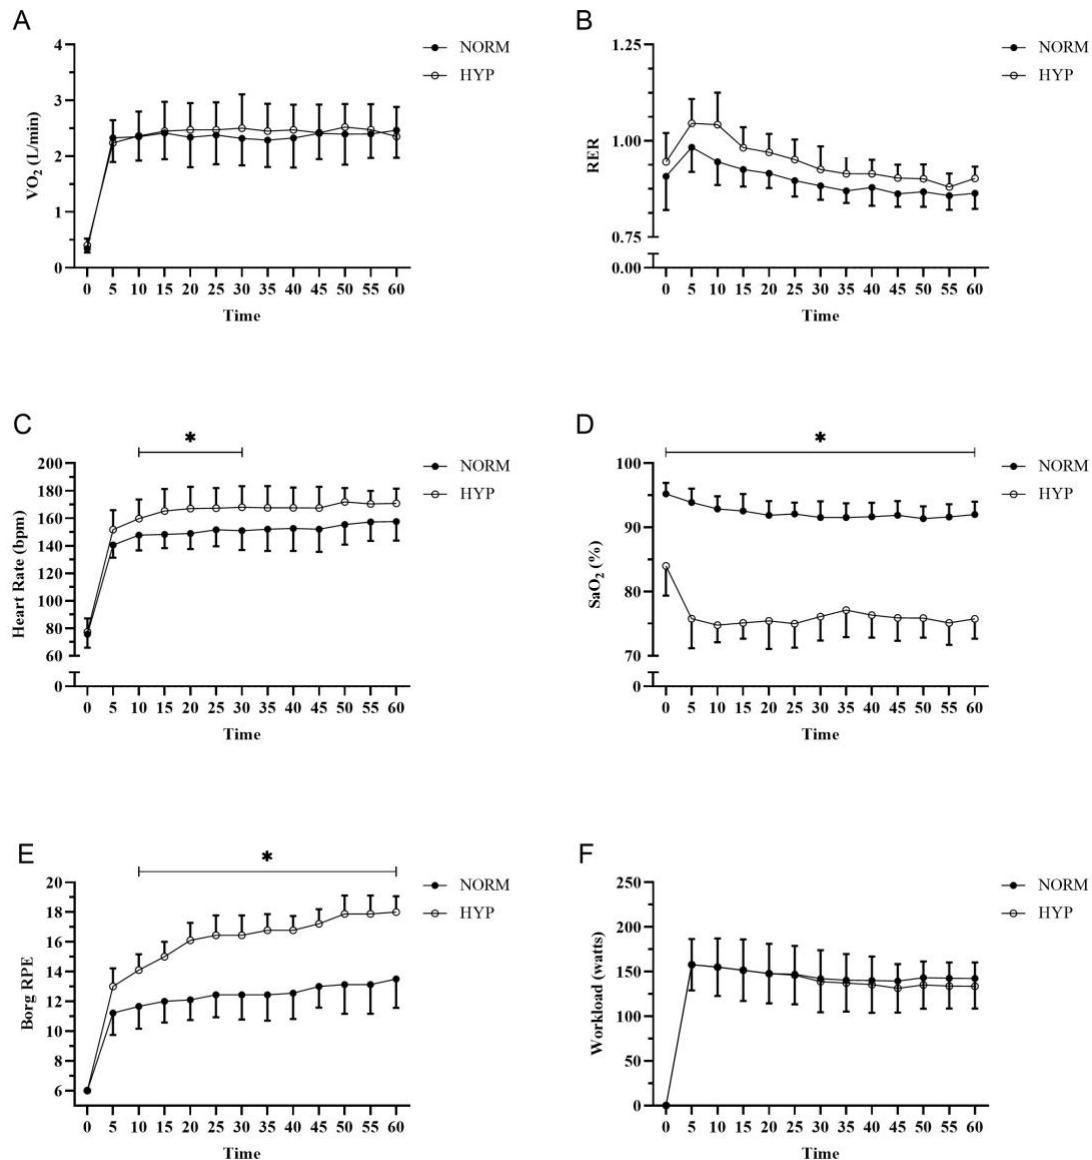 A
NORM
HYP
4
3
2
1
0
VO2 (L/min)
0 5 10 15 20 25 30 35 40 45 50 55 60
Time
B
NORM
HYP
1.25
1.00
0.75
0.00
RER
0 5 10 15 20 25 30 35 40 45 50 55 60
Time
C
*
NORM
HYP
200
180
160
140
120
100
80
60
0
Heart Rate (bpm)
0 5 10 15 20 25 30 35 40 45 50 55 60
Time
D
*
NORM
HYP
100
90
80
70
0
SaO2 (%)
0 5 10 15 20 25 30 35 40 45 50 55 60
Time
E
*
NORM
HYP
20
18
16
14
12
10
8
6
Borg RPE
0 5 10 15 20 25 30 35 40 45 50 55 60
Time
F
NORM
HYP
250
200
150
100
50
0
Workload (watts)
0 5 10 15 20 25 30 35 40 45 50 55 60
Time